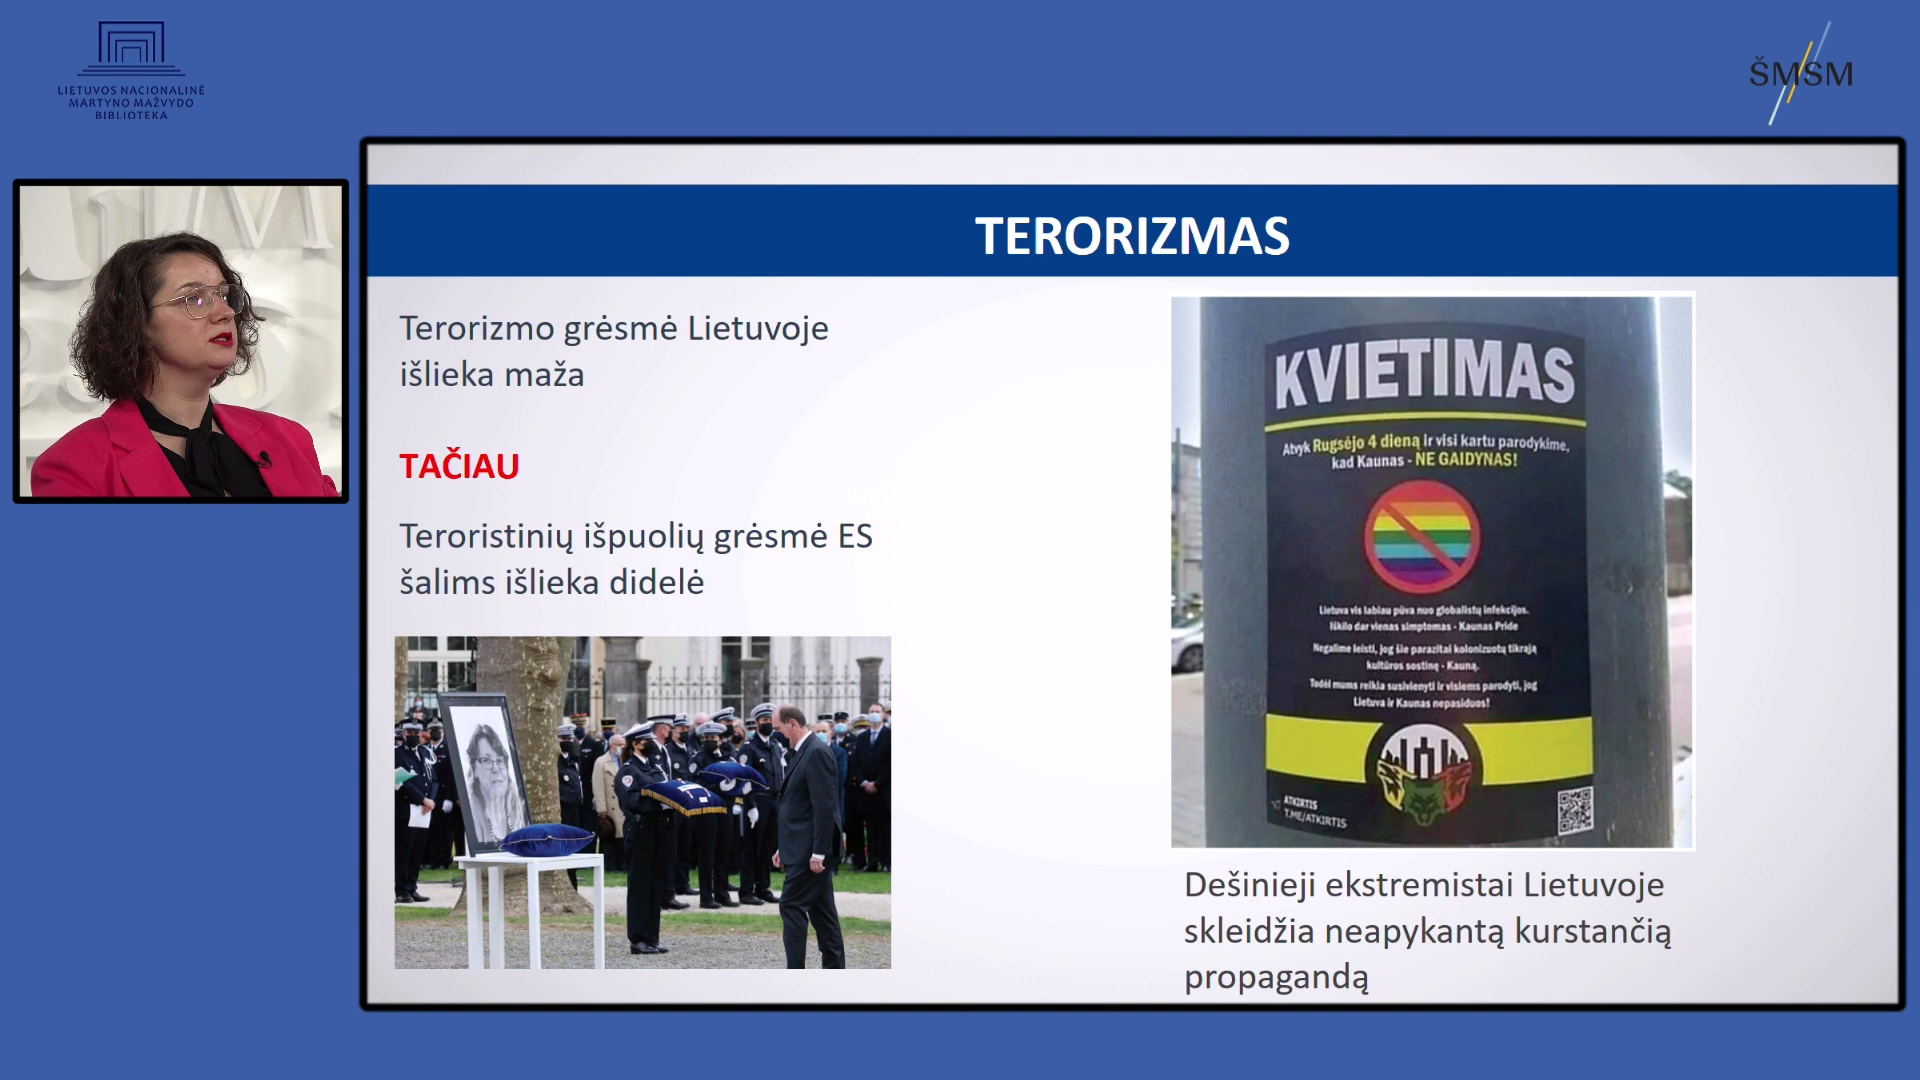 LIETUVOS NACIONALINĖ
MARTYNO MAŽVYDO
BIBLIOTEKA
ŠMSM
TERORIZMAS
Terorizmo grėsmė Lietuvoje
išlieka maža
TAČIAU
Teroristinių išpuolių grėsmė ES
šalims išlieka didelė
KVIETIMAS
Atvyk Rugsėjo 4 dieną ir visi kartu parodykime,
kad Kaunas - NE GAIDYNAS!
Lietuva vis labiau pūva nuo globalistų infekcijos.
Iškilo dar vienas simptomas - Kaunas Pride
Negalime leisti, jog šie parazitai kolonizuotų tikrąją
kultūros sostinę - Kauną.
Todėl mums reikia susivienyti ir visiems parodyti, jog
Lietuva ir Kaunas nepasiduos!
ATKIRTIS
T.ME/ATKIRTIS
Dešinieji ekstremistai Lietuvoje
skleidžia neapykantą kurstančią
propagandą